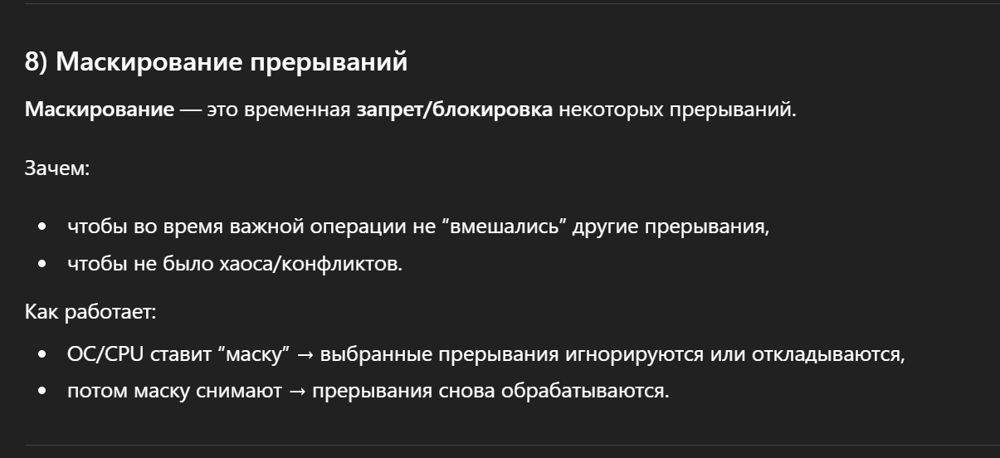 8) Маскирование прерываний
Маскирование — это временная запрет/блокировка некоторых прерываний.
Зачем:
• чтобы во время важной операции не “вмешались” другие прерывания,
• чтобы не было хаоса/конфликтов.
Как работает:
• ОС/CPU ставит “маску” → выбранные прерывания игнорируются или откладываются,
• потом маску снимают → прерывания снова обрабатываются.